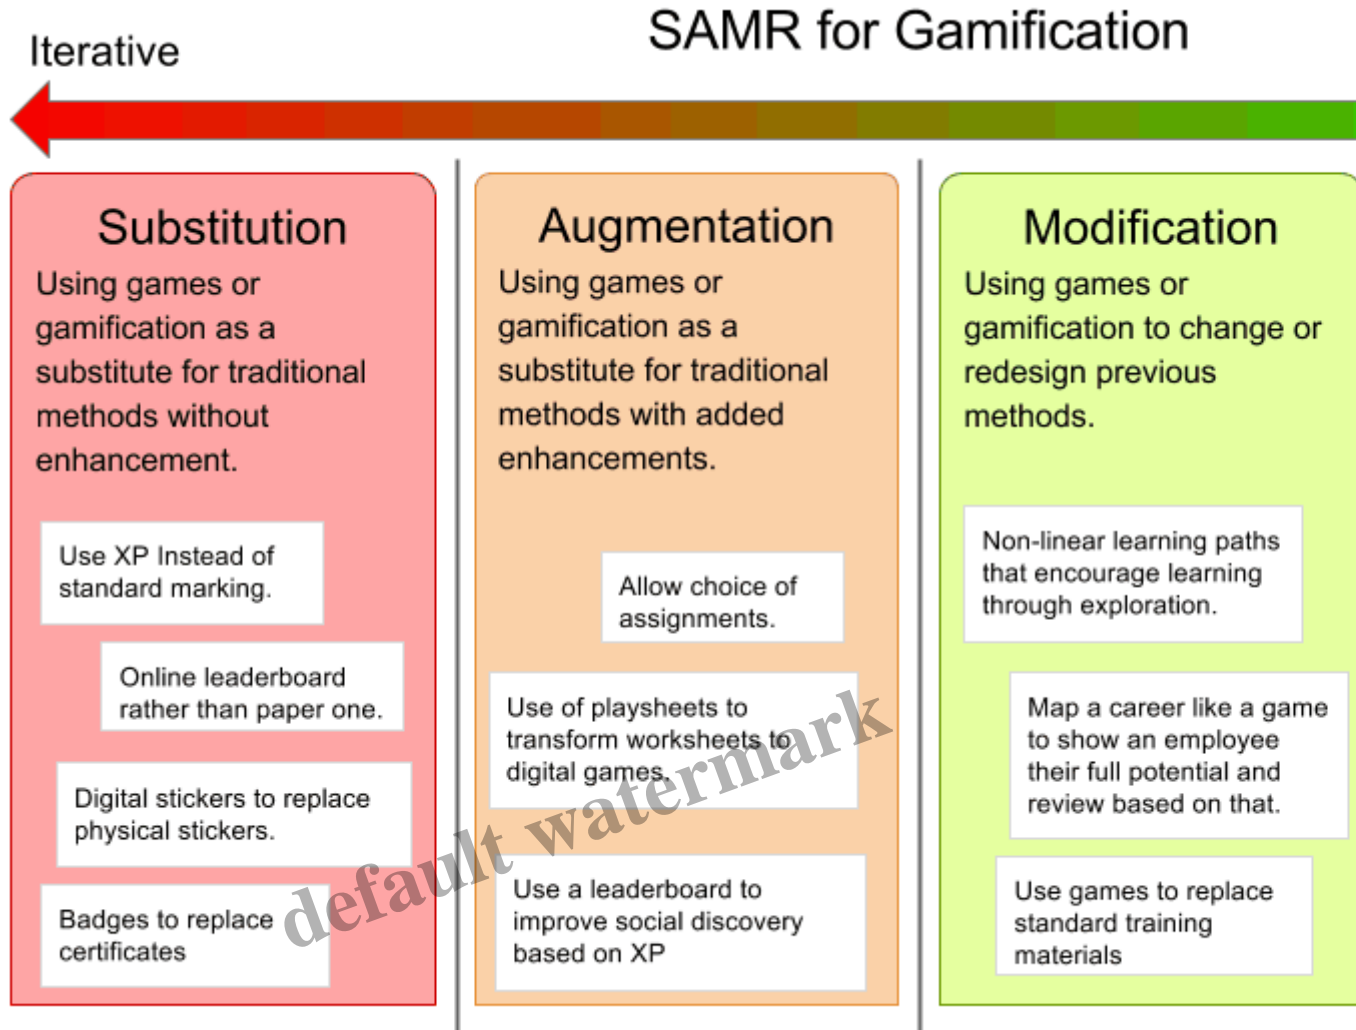 SAMR for Gamification
Iterative
Substitution
Using games or
gamification as a
substitute for traditional
methods without
enhancement.
Use XP Instead of
standard marking.
Online leaderboard
rather than paper one.
Digital stickers to replace
physical stickers.
Badges to replace
certificates
Augmentation
Using games or
gamification as a
substitute for traditional
methods with added
enhancements.
Allow choice of
assignments.
Use of playsheets to
transform worksheets to
digital games.
Use a leaderboard to
improve social discovery
based on XP
Modification
Using games or
gamification to change or
redesign previous
methods.
Non-linear learning paths
that encourage learning
through exploration.
Map a career like a game
to show an employee
their full potential and
review based on that.
Use games to replace
standard training
materials
default watermark